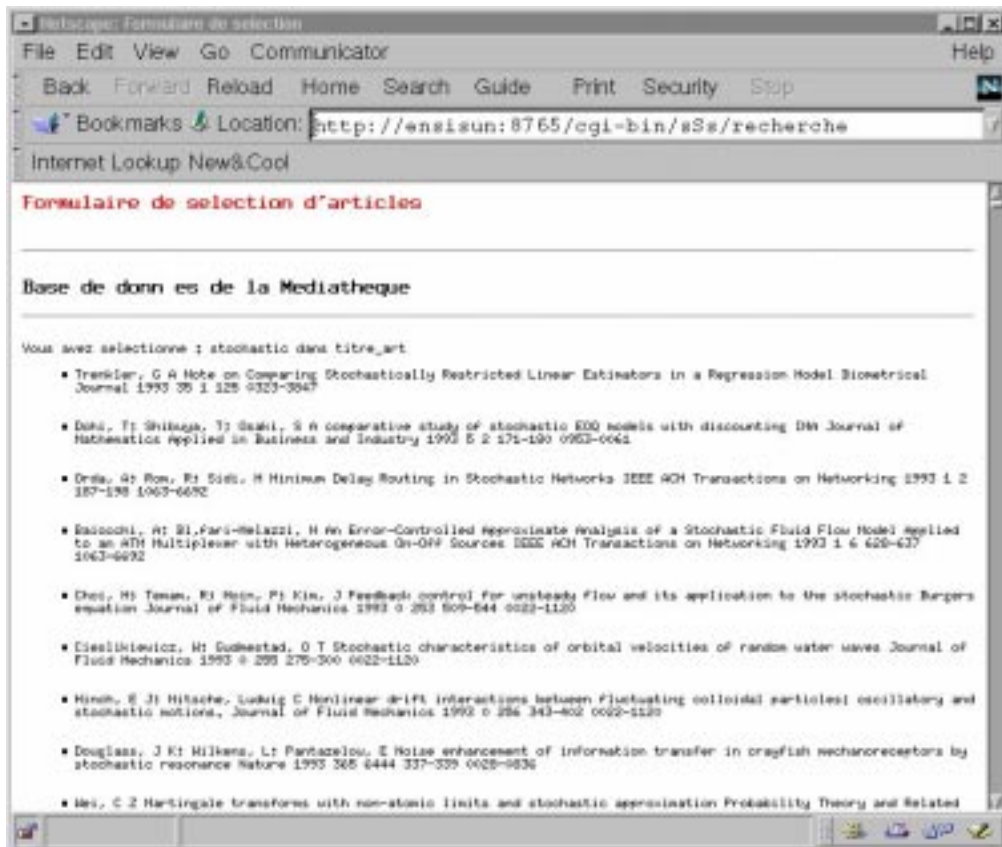 Netscape: Formulaire de selection
File Edit View Go Communicator Help
Back Forward Reload Home Search Guide Print Security Stop
Bookmarks Location: http://ensisun:8765/cgi-bin/sSs/recherche
Internet Lookup New&Cool
Formulaire de selection d'articles
Base de donn es de la Mediatheque
Vous avez selectionne : stochastic dans titre_art
Trenkler, G A Note on Comparing Stochastically Restricted Linear Estimators in a Regression Model Biometrical
Journal 1993 35 1 125 0323-3847
Dohi, T; Shibuya, T; Osaki, S A comparative study of stochastic EOQ models with discounting Journal of
Mathematics Applied in Business and Industry 1993 5 2 171-180 0953-0061
Orda, A; Rom, R; Sidi, M Minimum Delay Routing in Stochastic Networks IEEE ACM Transactions on Networking 1993 1 2
187-198 1063-6692
An Error-Controlled Approximate Analysis of a Stochastic Fluid Flow Model Applied
to an ATM Multiplexer with Heterogeneous On-Off Sources IEEE ACM Transactions on Networking 1993 1 6 628-637
1063-6692
Choi, H; Temam, R; Moin, P; Kim, J Feedback control for unsteady flow and its application to the stochastic Burgers
equation Journal of Fluid Mechanics 1993 0 253 509-544 0022-1120
Cieslikiewicz, W; Gudmestad, O T Stochastic characteristics of orbital velocities of random water waves Journal of
Fluid Mechanics 1993 0 255 275-300 0022-1120
Hinch, E J; Nitsche, Ludwig C Nonlinear drift interactions between fluctuating colloidal particles: oscillatory and
stochastic motions. Journal of Fluid Mechanics 1993 0 256 343-402 0022-1120
Douglass, J K; Wilkens, L; Pantazelou, E Noise enhancement of information transfer in crayfish mechanoreceptors by
stochastic resonance Nature 1993 365 6444 337-339 0028-0836
Wei, C Z Martingale transforms with non-atomic limits and stochastic approximation Probability Theory and Related